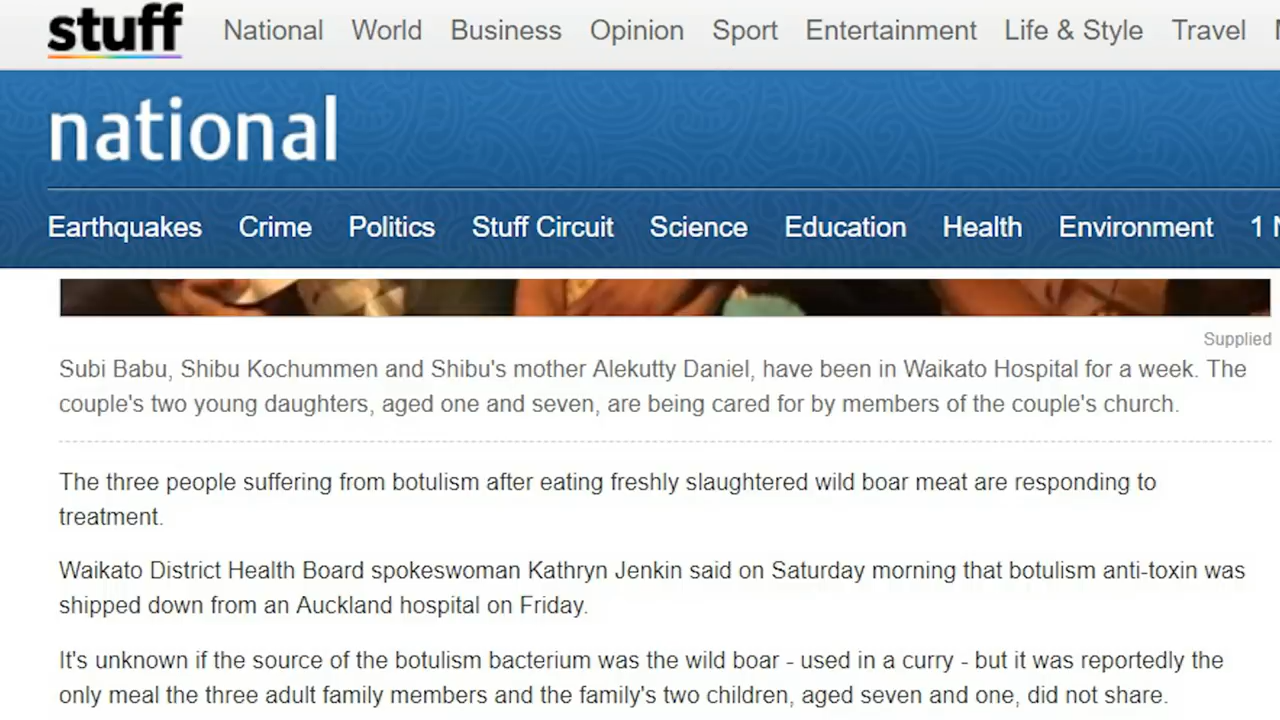 stuff National World Business Opinion Sport Entertainment Life & Style Travel
national
Earthquakes Crime Politics Stuff Circuit Science Education Health Environment 1
Supplied
Subi Babu, Shibu Kochummen and Shibu's mother Alekutty Daniel, have been in Waikato Hospital for a week. The
couple's two young daughters, aged one and seven, are being cared for by members of the couple's church.
The three people suffering from botulism after eating freshly slaughtered wild boar meat are responding to
treatment.
Waikato District Health Board spokeswoman Kathryn Jenkin said on Saturday morning that botulism anti-toxin was
shipped down from an Auckland hospital on Friday.
It's unknown if the source of the botulism bacterium was the wild boar - used in a curry - but it was reportedly the
only meal the three adult family members and the family's two children, aged seven and one, did not share.